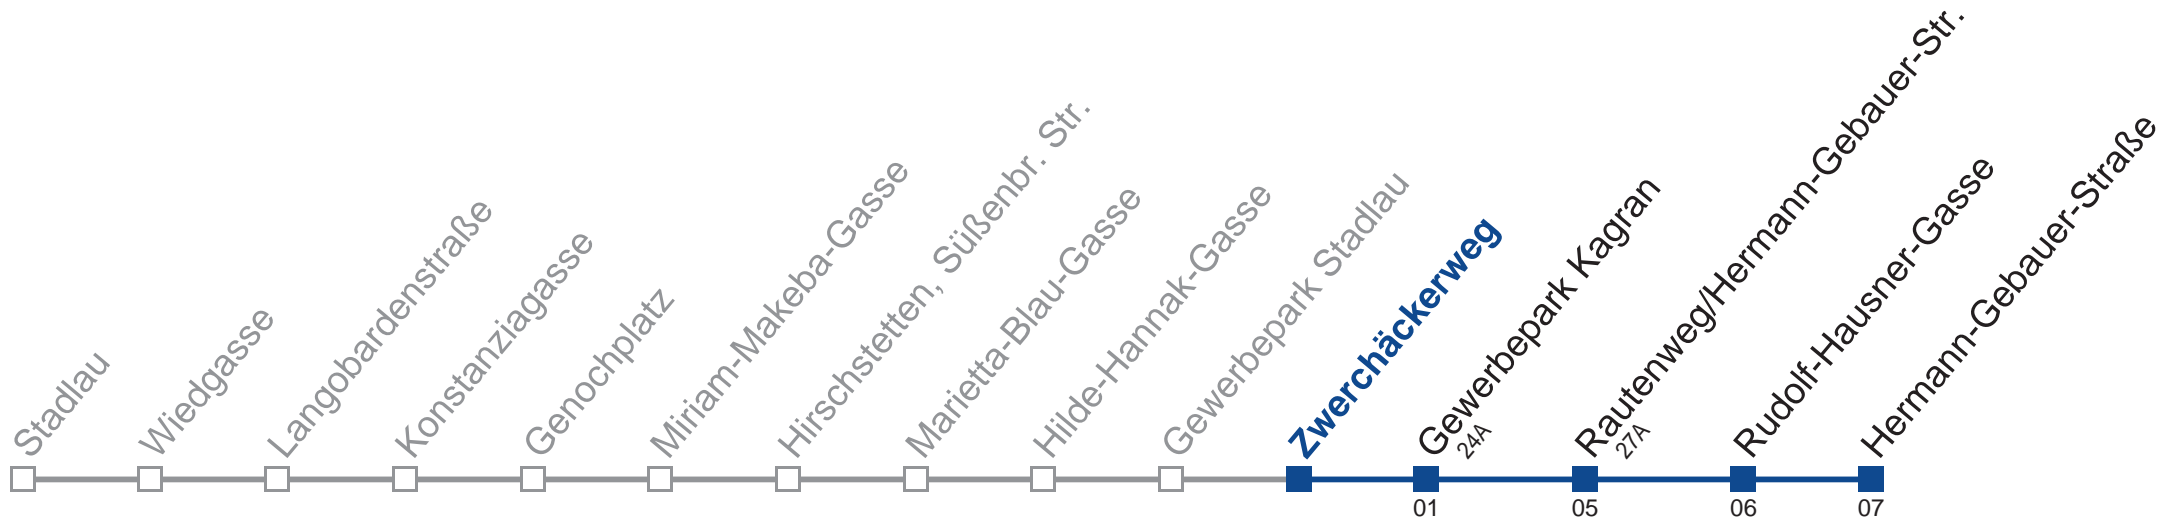 Stadlau
Wiedgasse
Langobardenstraße
Konstanziagasse
Genochplatz
Miriam-Makeba-Gasse
Hirschstetten, Süßenbr. Str.
Marietta-Blau-Gasse
Hilde-Hannak-Gasse
Gewerbepark Stadlau
Zwerchäckerweg
Gewerbepark Kagran
24A
Rautenweg/Hermann-Gebauer-Str.
27A
Rudolf-Hausner-Gasse
Hermann-Gebauer-Straße
01
05
06
07